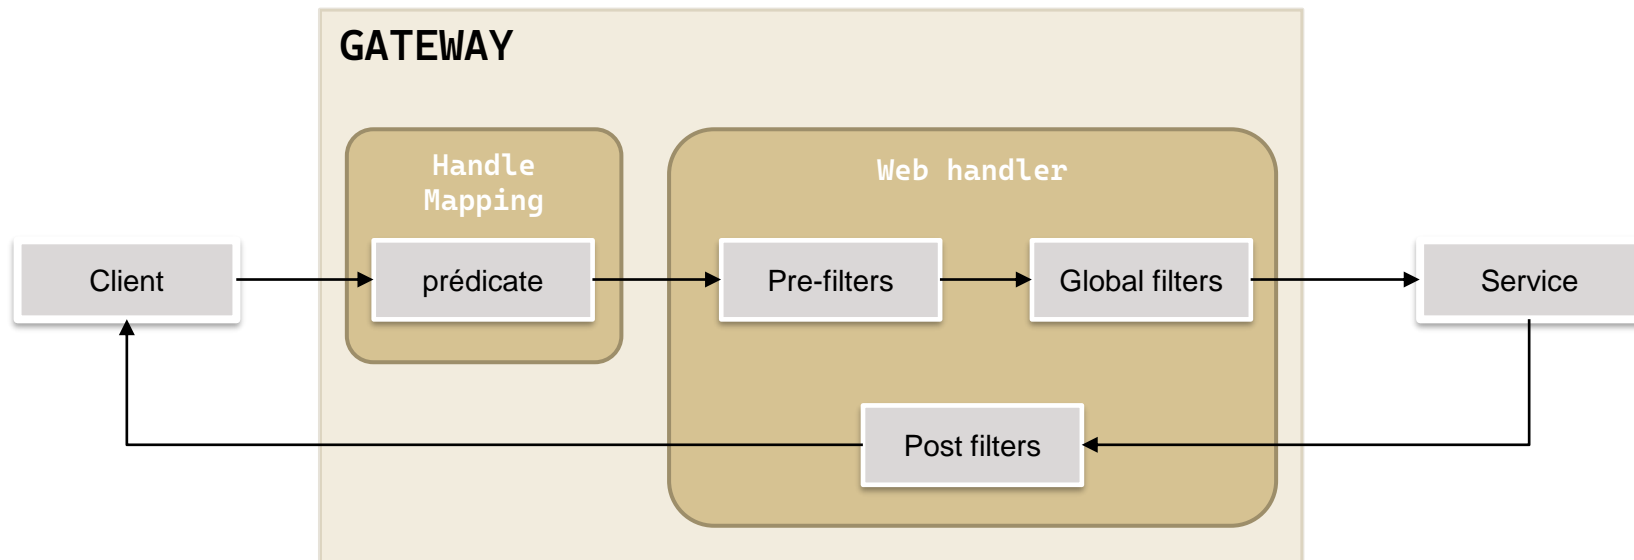 GATEWAY
Handle
Mapping
Web handler
Client
prédicate
Pre-filters
Global filters
Service
Post filters